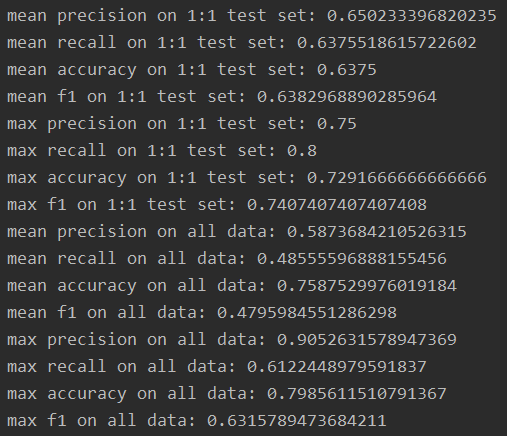 mean precision on 1:1 test set: 0.650233396820235
mean recall on 1:1 test set: 0.6375518615722602
mean accuracy on 1:1 test set: 0.6375
mean f1 on 1:1 test set: 0.6382968890285964
max precision on 1:1 test set: 0.75
max recall on 1:1 test set: 0.8
max accuracy on 1:1 test set: 0.7291666666666666
max f1 on 1:1 test set: 0.7407407407407408
mean precision on all data: 0.5873684210526315
mean recall on all data: 0.48555596888155456
mean accuracy on all data: 0.7587529976019184
mean f1 on all data: 0.4795984551286298
max precision on all data: 0.9052631578947369
max recall on all data: 0.6122448979591837
max accuracy on all data: 0.7985611510791367
max f1 on all data: 0.6315789473684211